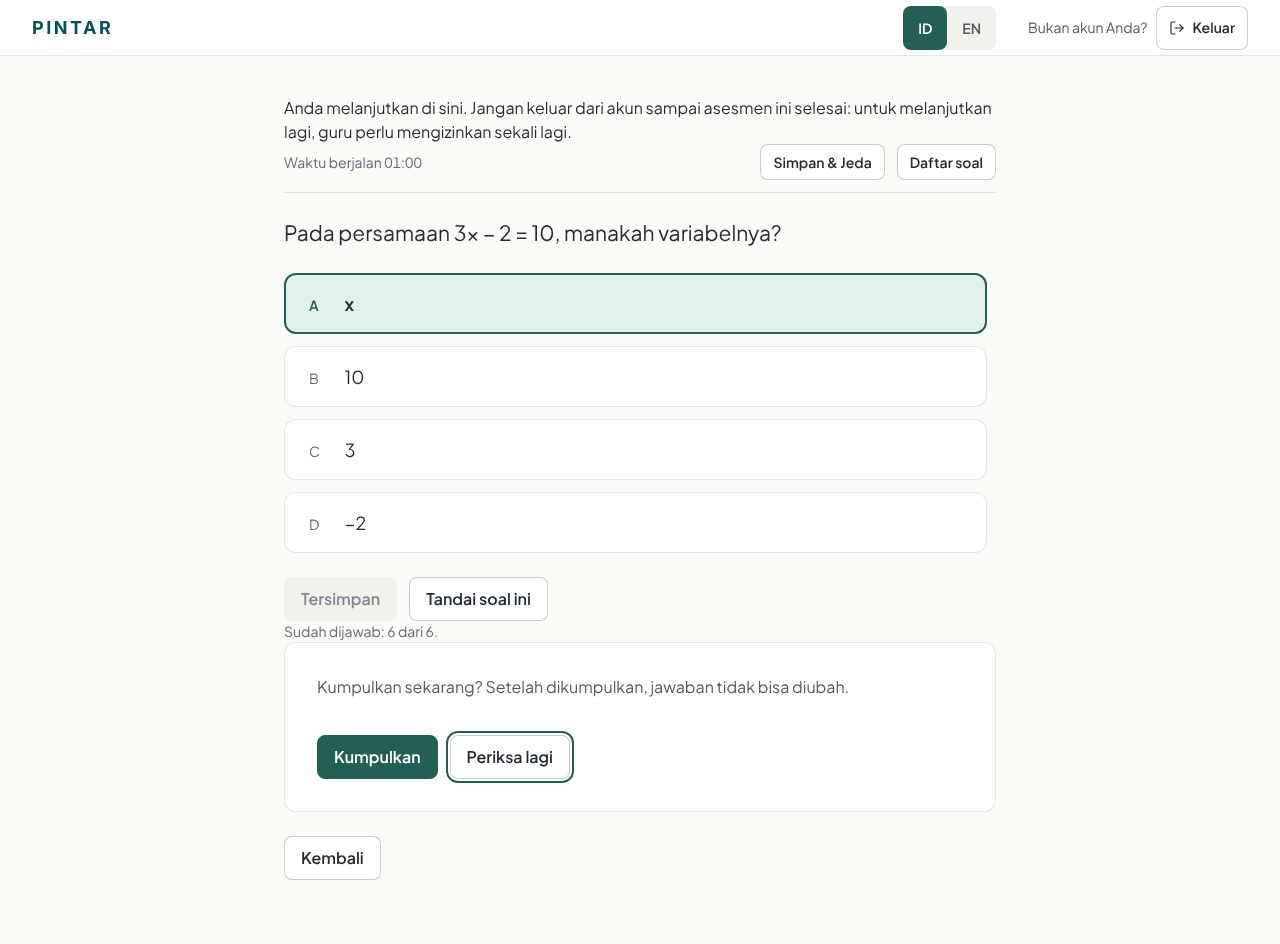 PINTAR
ID
EN
Bukan akun Anda?
Keluar
Anda melanjutkan di sini. Jangan keluar dari akun sampai asesmen ini selesai: untuk melanjutkan
lagi, guru perlu mengizinkan sekali lagi.
Waktu berjalan 01:00
Simpan & Jeda
Daftar soal
Pada persamaan 3× − 2 = 10, manakah variabelnya?
A x
B 10
C 3
D −2
Tersimpan
Tandai soal ini
Sudah dijawab: 6 dari 6.
Kumpulkan sekarang? Setelah dikumpulkan, jawaban tidak bisa diubah.
Kumpulkan
Periksa lagi
Kembali